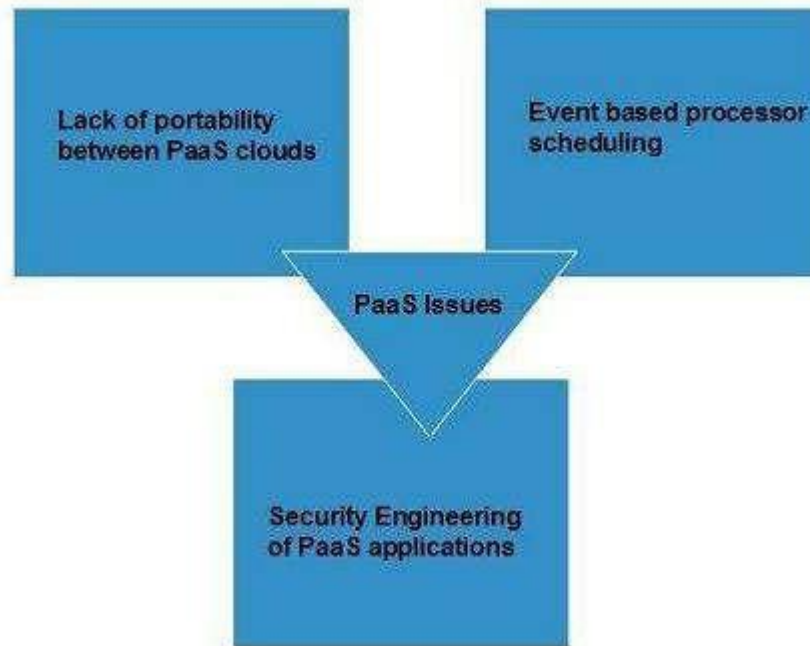 Lack of portability
between PaaS clouds
Event based processor
scheduling
PaaS Issues
Security Engineering
of PaaS applications